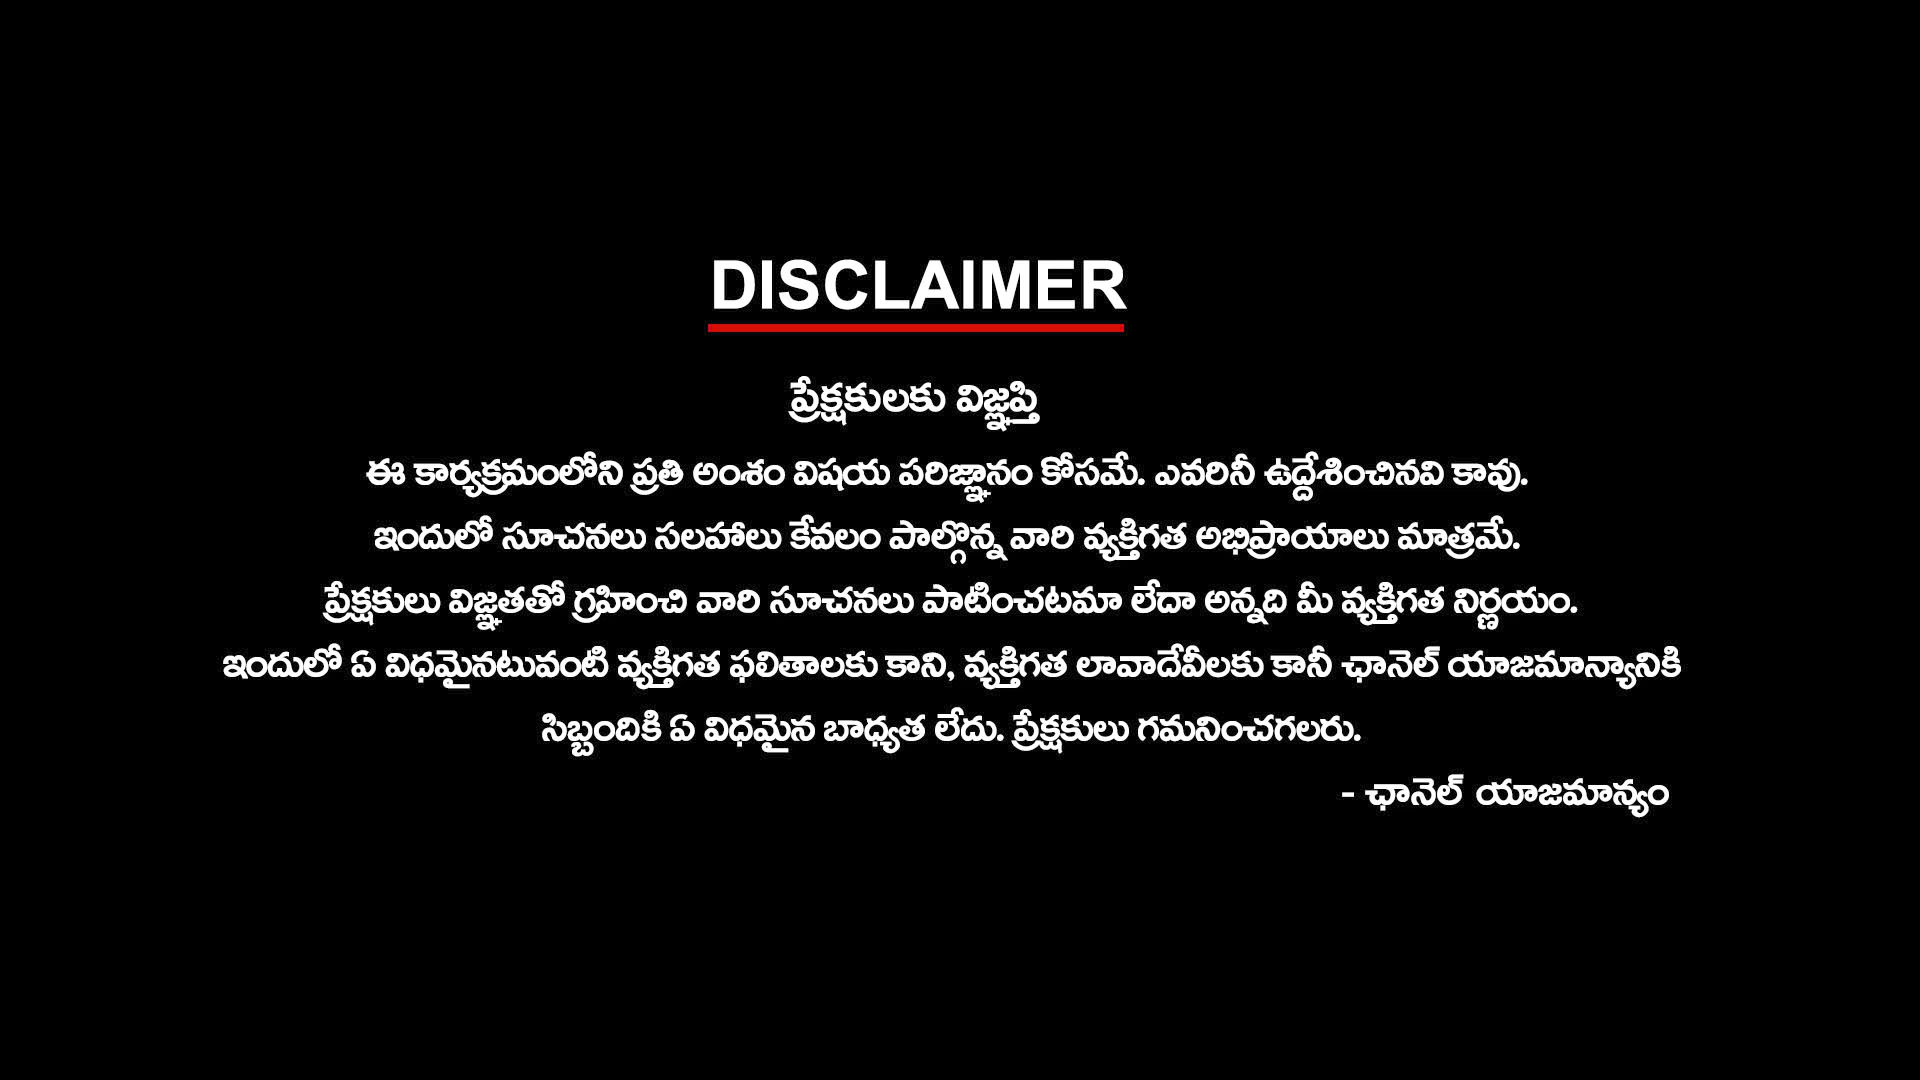 DISCLAIMER
ప్రేక్షకులకు విజ్ఞప్తి
ఈ కార్యక్రమంలోని ప్రతి అంశం విషయ పరిజ్ఞానం కోసమే. ఎవరినీ ఉద్దేశించినవి కావు.
ఇందులో సూచనలు సలహాలు కేవలం పాల్గొన్న వారి వ్యక్తిగత అభిప్రాయాలు మాత్రమే.
ప్రేక్షకులు విజ్ఞతతో గ్రహించి వారి సూచనలు పాటించటమా లేదా అన్నది మీ వ్యక్తిగత నిర్ణయం.
ఇందులో ఏ విధమైనటువంటి వ్యక్తిగత ఫలితాలకు కాని, వ్యక్తిగత లావాదేవీలకు కానీ ఛానెల్ యాజమాన్యానికి
సిబ్బందికి ఏ విధమైన బాధ్యత లేదు. ప్రేక్షకులు గమనించగలరు.
- ఛానెల్ యాజమాన్యం